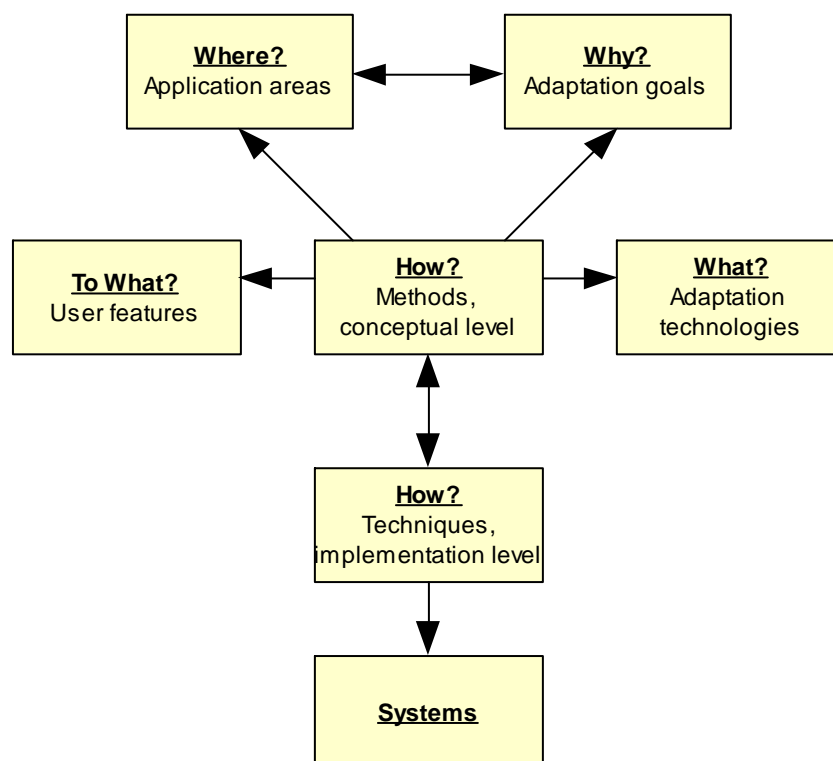 Where?
Application areas
Why?
Adaptation goals
To What?
User features
How?
Methods,
conceptual level
What?
Adaptation
technologies
How?
Techniques,
implementation level
Systems